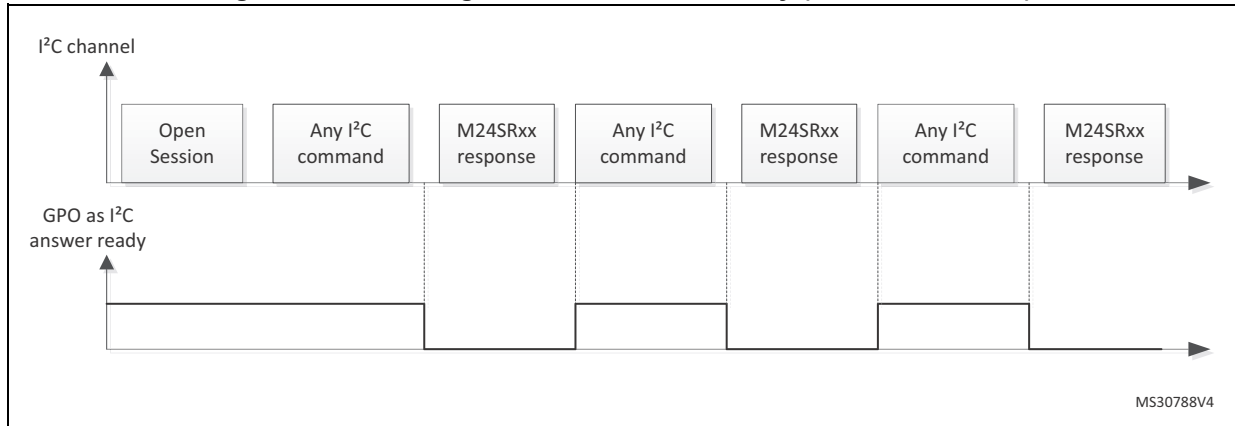 I²C channel
Open
Session
Any I²C
command
M24SRxx
response
Any I²C
command
M24SRxx
response
Any I²C
command
M24SRxx
response
GPO as I²C
answer ready
MS30788V4